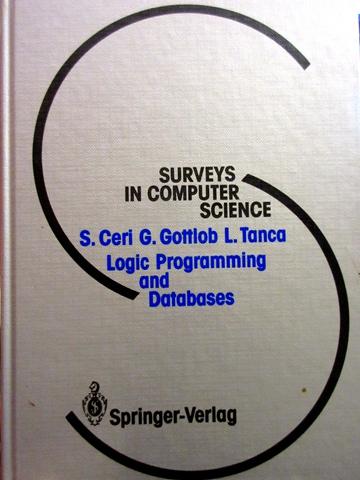 SURVEYS
IN COMPUTER
SCIENCE
S. Ceri G. Gottlob L. Tanca
Logic Programming
and
Databases
Springer-Verlag